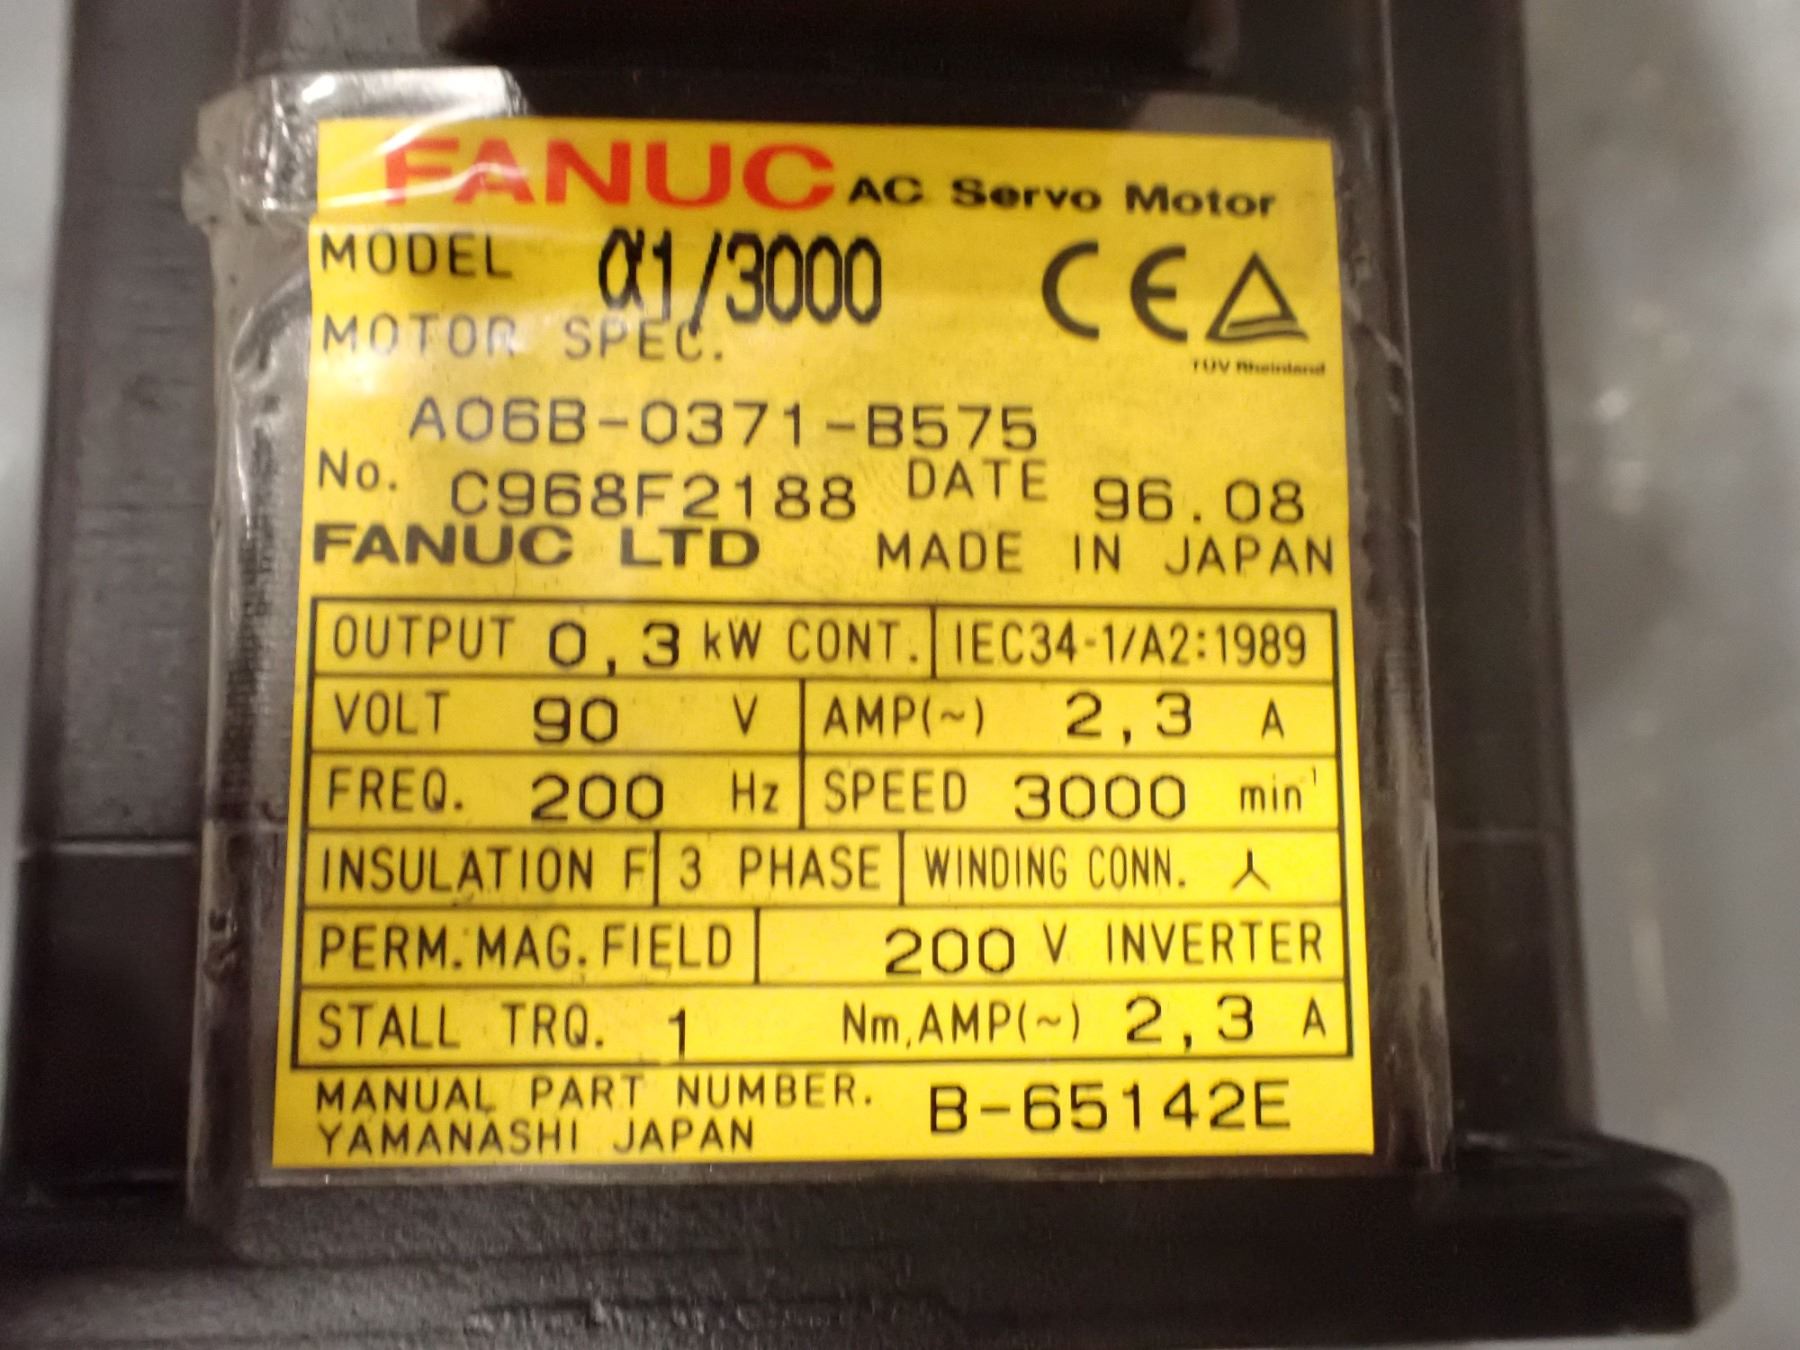 FANUC AC Servo Motor
MODEL α1/3000 CE
MOTOR SPEC.
TÜV Rheinland
A06B-0371-B575
No. C968F2188 DATE 96.08
FANUC LTD MADE IN JAPAN
OUTPUT 0,3 kW CONT. IEC34-1/A2:1989
VOLT 90 V AMP(~) 2,3 A
FREQ. 200 Hz SPEED 3000 min⁻¹
INSULATION F 3 PHASE WINDING CONN. ⅄
PERM.MAG.FIELD 200 V INVERTER
STALL TRQ. 1 Nm,AMP(~) 2,3 A
MANUAL PART NUMBER. B-65142E
YAMANASHI JAPAN